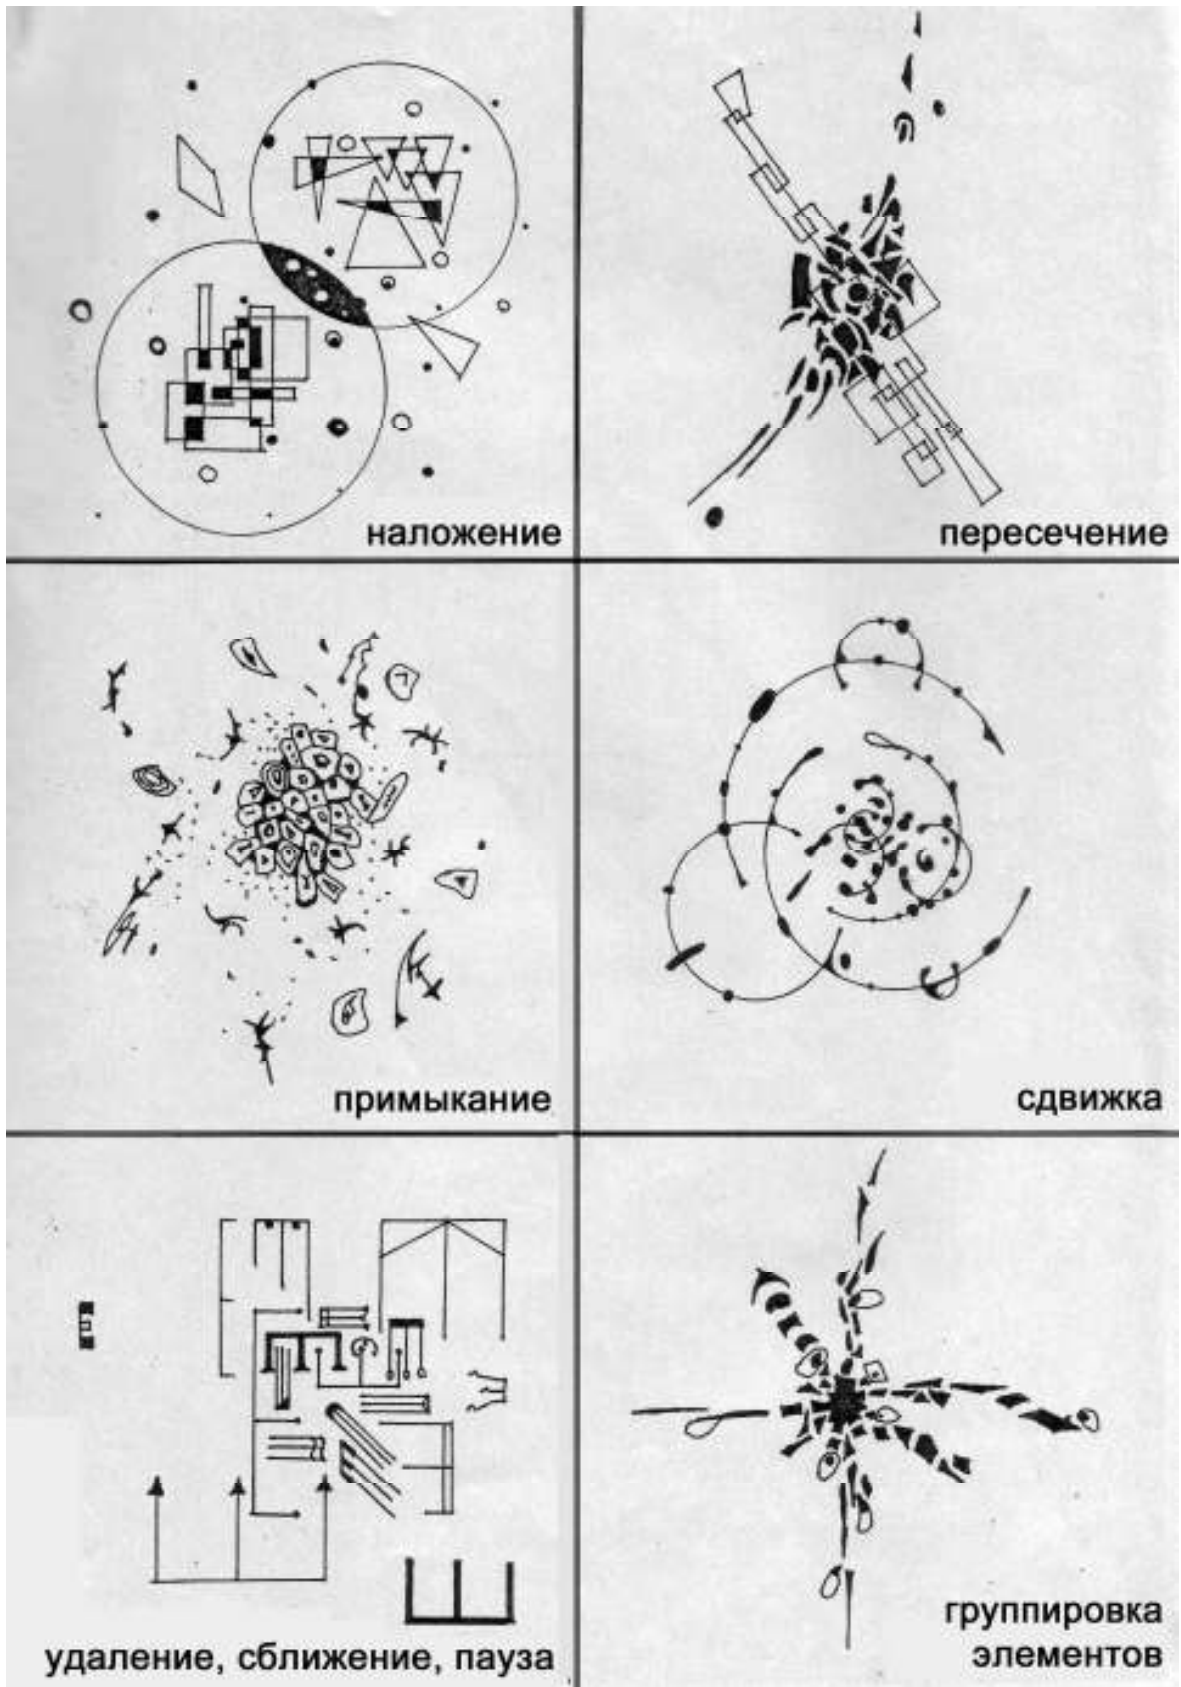 наложение
пересечение
примыкание
сдвижка
удаление, сближение, пауза
группировка
элементов